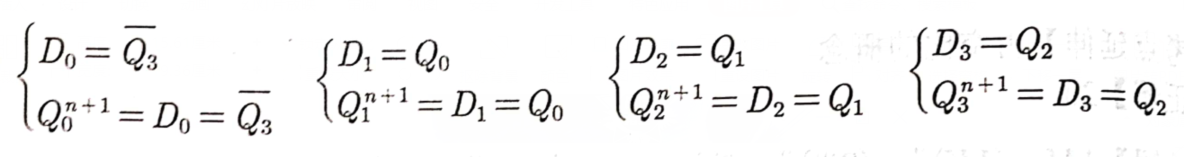 D₀ = Q̅₃   D₁ = Q₀   D₂ = Q₁   D₃ = Q₂
Q₀ⁿ⁺¹ = D₀ = Q̅₃   Q₁ⁿ⁺¹ = D₁ = Q₀   Q₂ⁿ⁺¹ = D₂ = Q₁   Q₃ⁿ⁺¹ = D₃ = Q₂